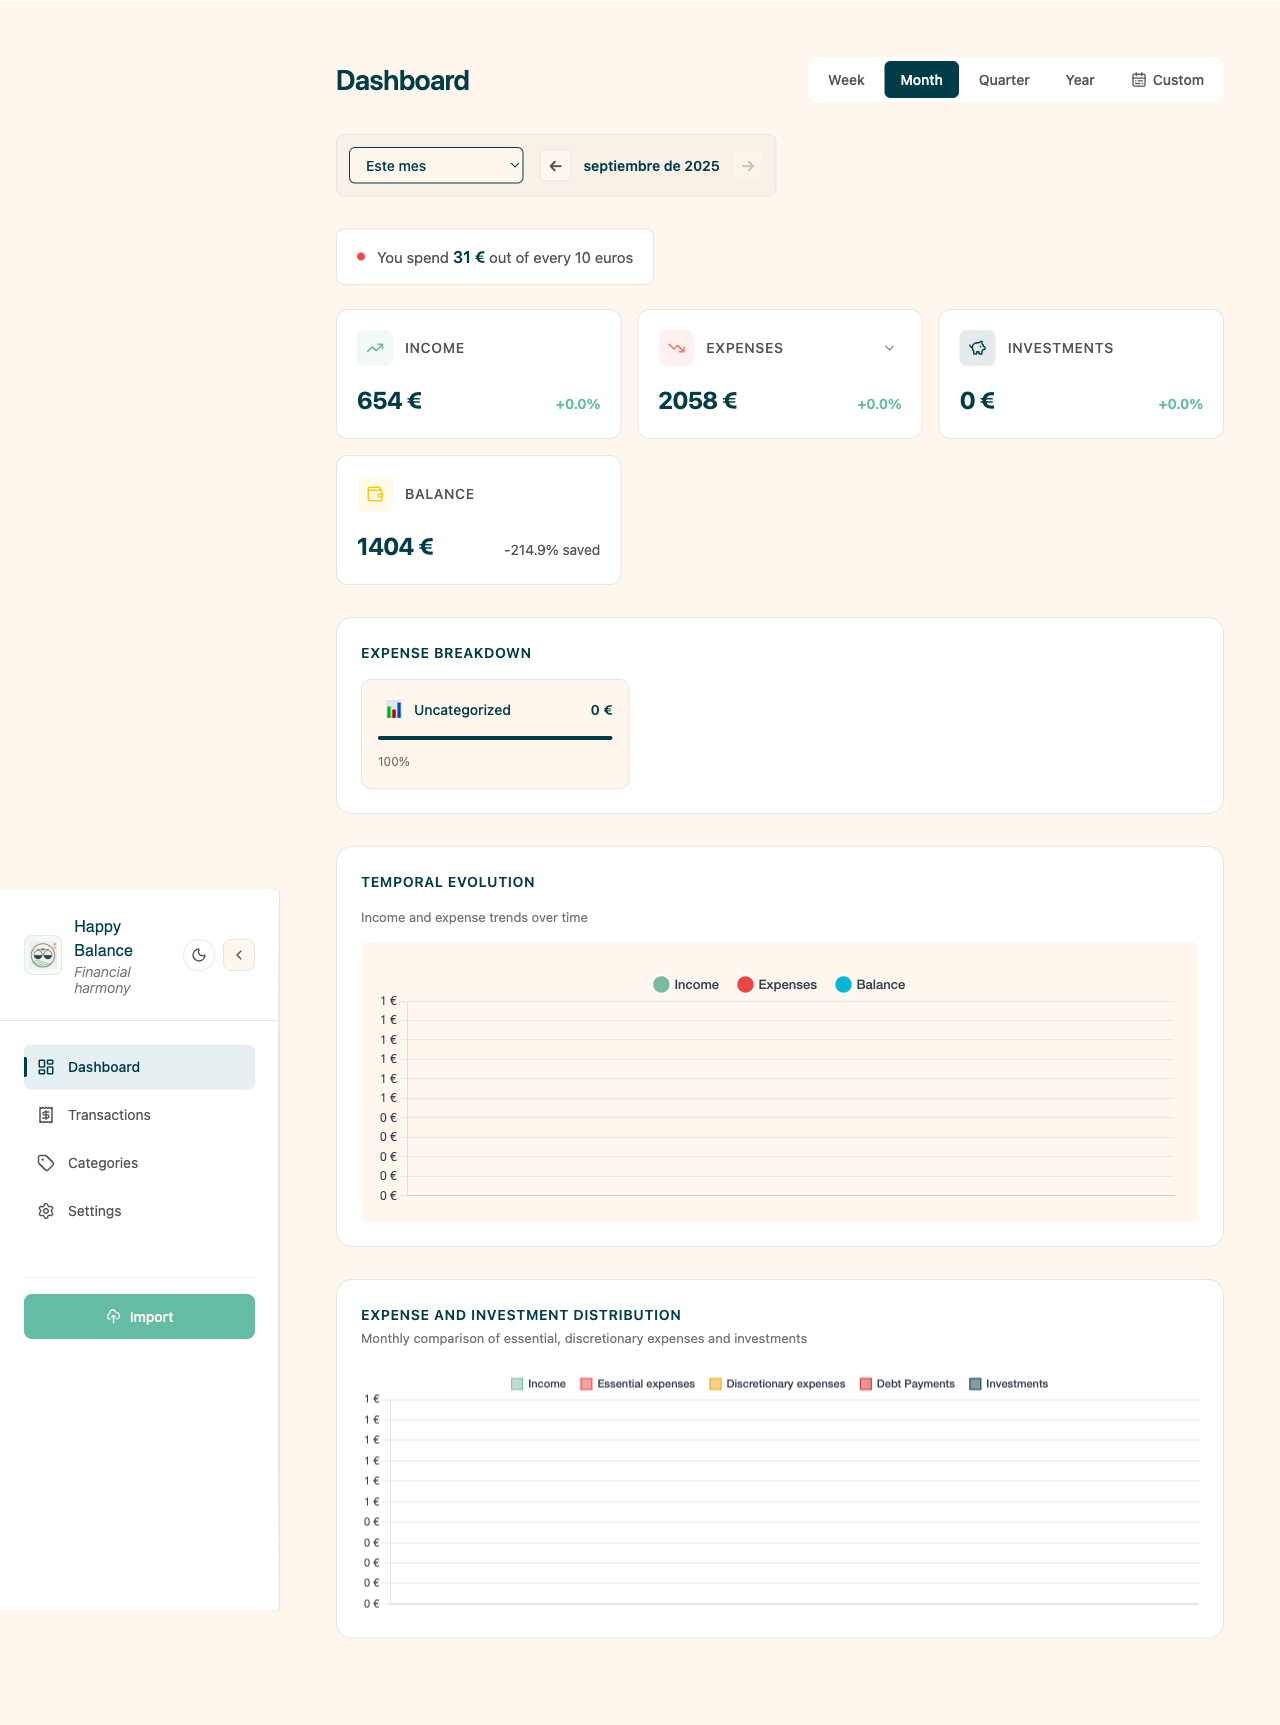 Dashboard
Week Month Quarter Year Custom
Este mes
septiembre de 2025
You spend 31 € out of every 10 euros
INCOME
654 €
+0.0%
EXPENSES
2058 €
+0.0%
INVESTMENTS
0 €
+0.0%
BALANCE
1404 €
-214.9% saved
EXPENSE BREAKDOWN
Uncategorized 0 €
100%
Happy
Balance
Financial
harmony
Dashboard
Transactions
Categories
Settings
Import
TEMPORAL EVOLUTION
Income and expense trends over time
Income Expenses Balance
1 €
1 €
1 €
1 €
1 €
1 €
0 €
0 €
0 €
0 €
0 €
EXPENSE AND INVESTMENT DISTRIBUTION
Monthly comparison of essential, discretionary expenses and investments
Income Essential expenses Discretionary expenses Debt Payments Investments
1 €
1 €
1 €
1 €
1 €
1 €
0 €
0 €
0 €
0 €
0 €